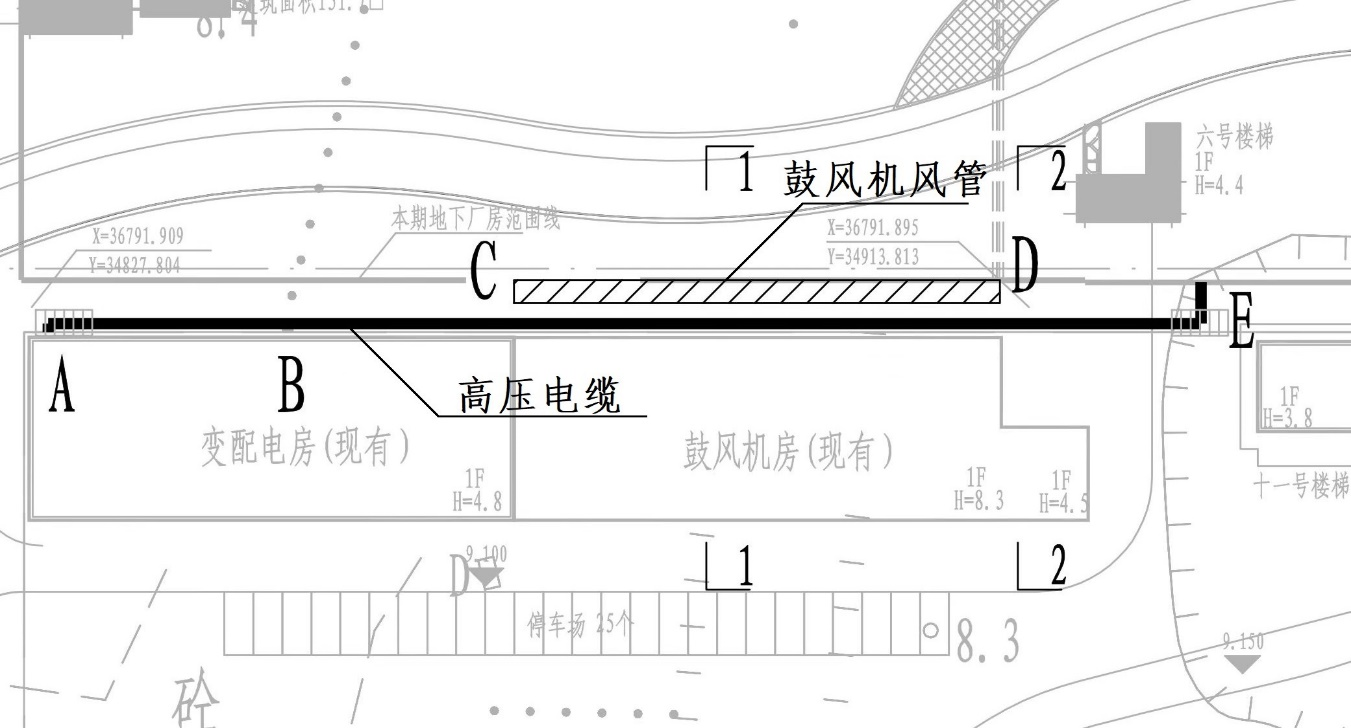 8.4
1
2
鼓风机风管
六号楼梯
1F
H=4.4
本期地下厂房范围线
X=36791.909
Y=34827.804
X=36791.895
Y=34913.813
C
D
E
A
B
高压电缆
变配电房(现有)
1F
H=4.8
鼓风机房(现有)
1F
H=8.3
1F
H=4.5
1F
H=3.8
十一号楼梯
1
2
9.100
停车场 25个
8.3
9.150
砼